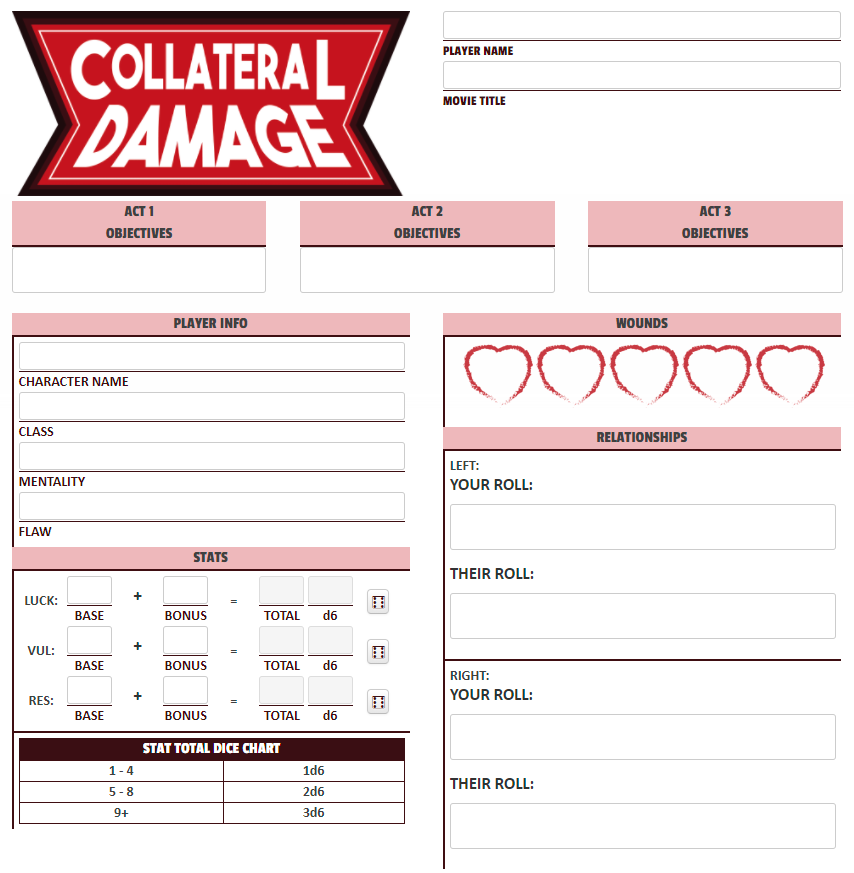 COLLATERAL
DAMAGE
PLAYER NAME
MOVIE TITLE
ACT 1
OBJECTIVES
ACT 2
OBJECTIVES
ACT 3
OBJECTIVES
PLAYER INFO
CHARACTER NAME
CLASS
MENTALITY
FLAW
STATS
LUCK: + =
BASE BONUS TOTAL d6
VUL: + =
BASE BONUS TOTAL d6
RES: + =
BASE BONUS TOTAL d6
STAT TOTAL DICE CHART
1 - 4 1d6
5 - 8 2d6
9+ 3d6
WOUNDS
RELATIONSHIPS
LEFT:
YOUR ROLL:
THEIR ROLL:
RIGHT:
YOUR ROLL:
THEIR ROLL: